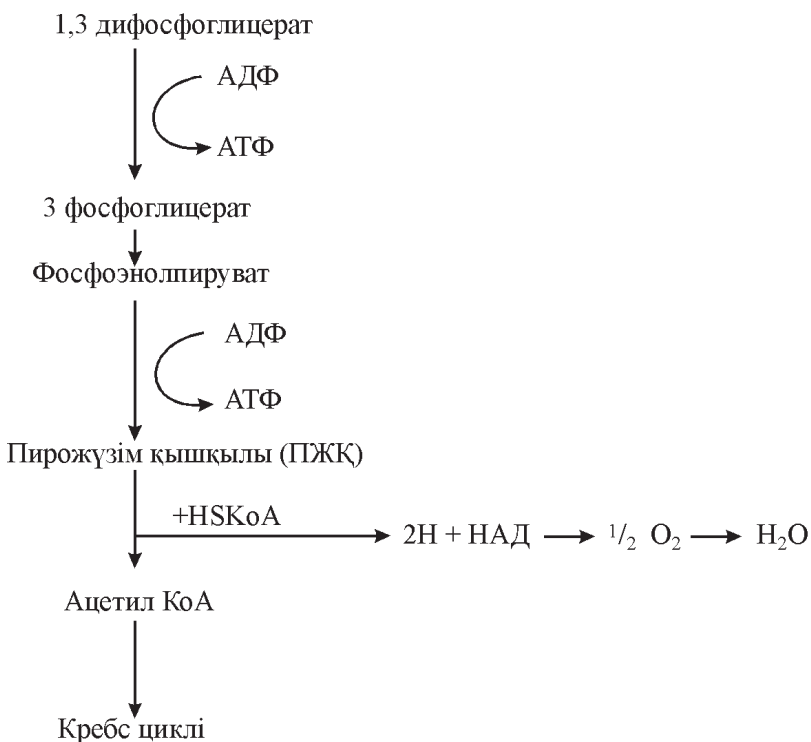 1,3 дифосфоглицерат
АДФ
АТФ
3 фосфоглицерат
Фосфоэнолпируват
АДФ
АТФ
Пирожүзім қышқылы (ПЖҚ)
+HSKoA
2H + НАД
1/2 O2
H2O
Ацетил КоА
Кребс циклі